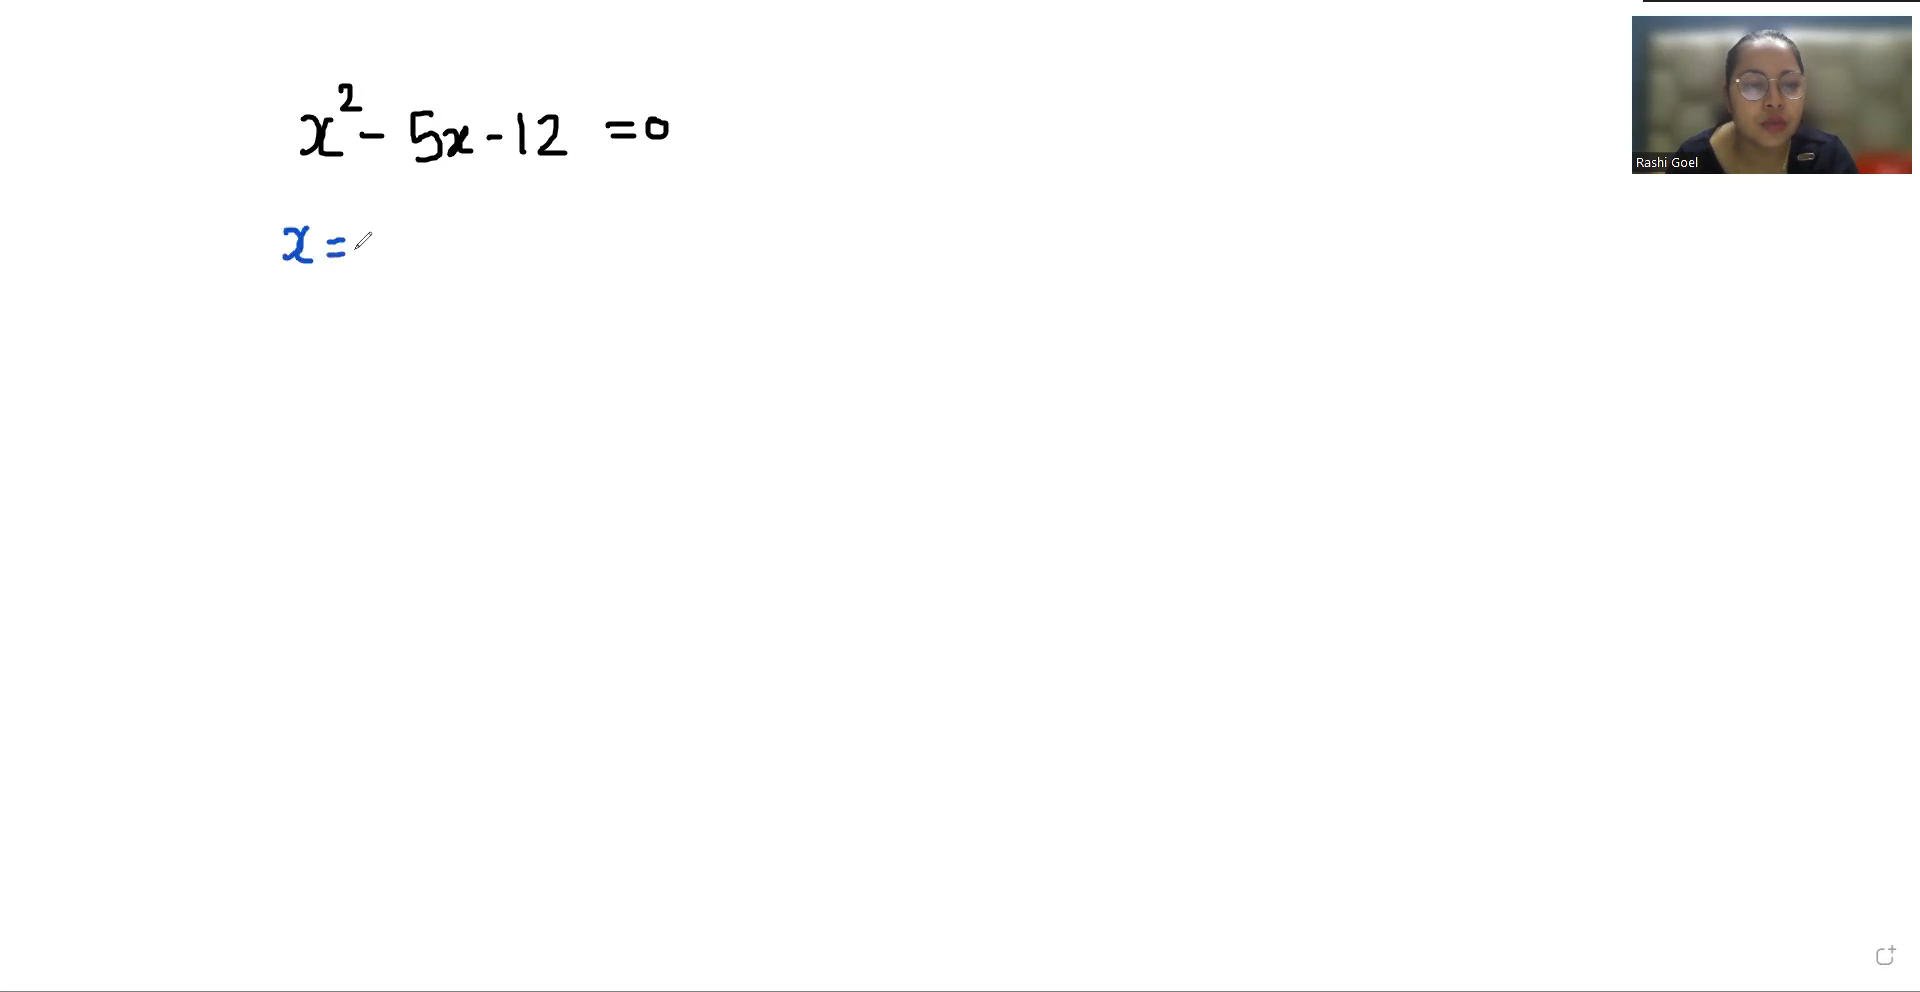 x² - 5x - 12 = 0
x =
Rashi Goel